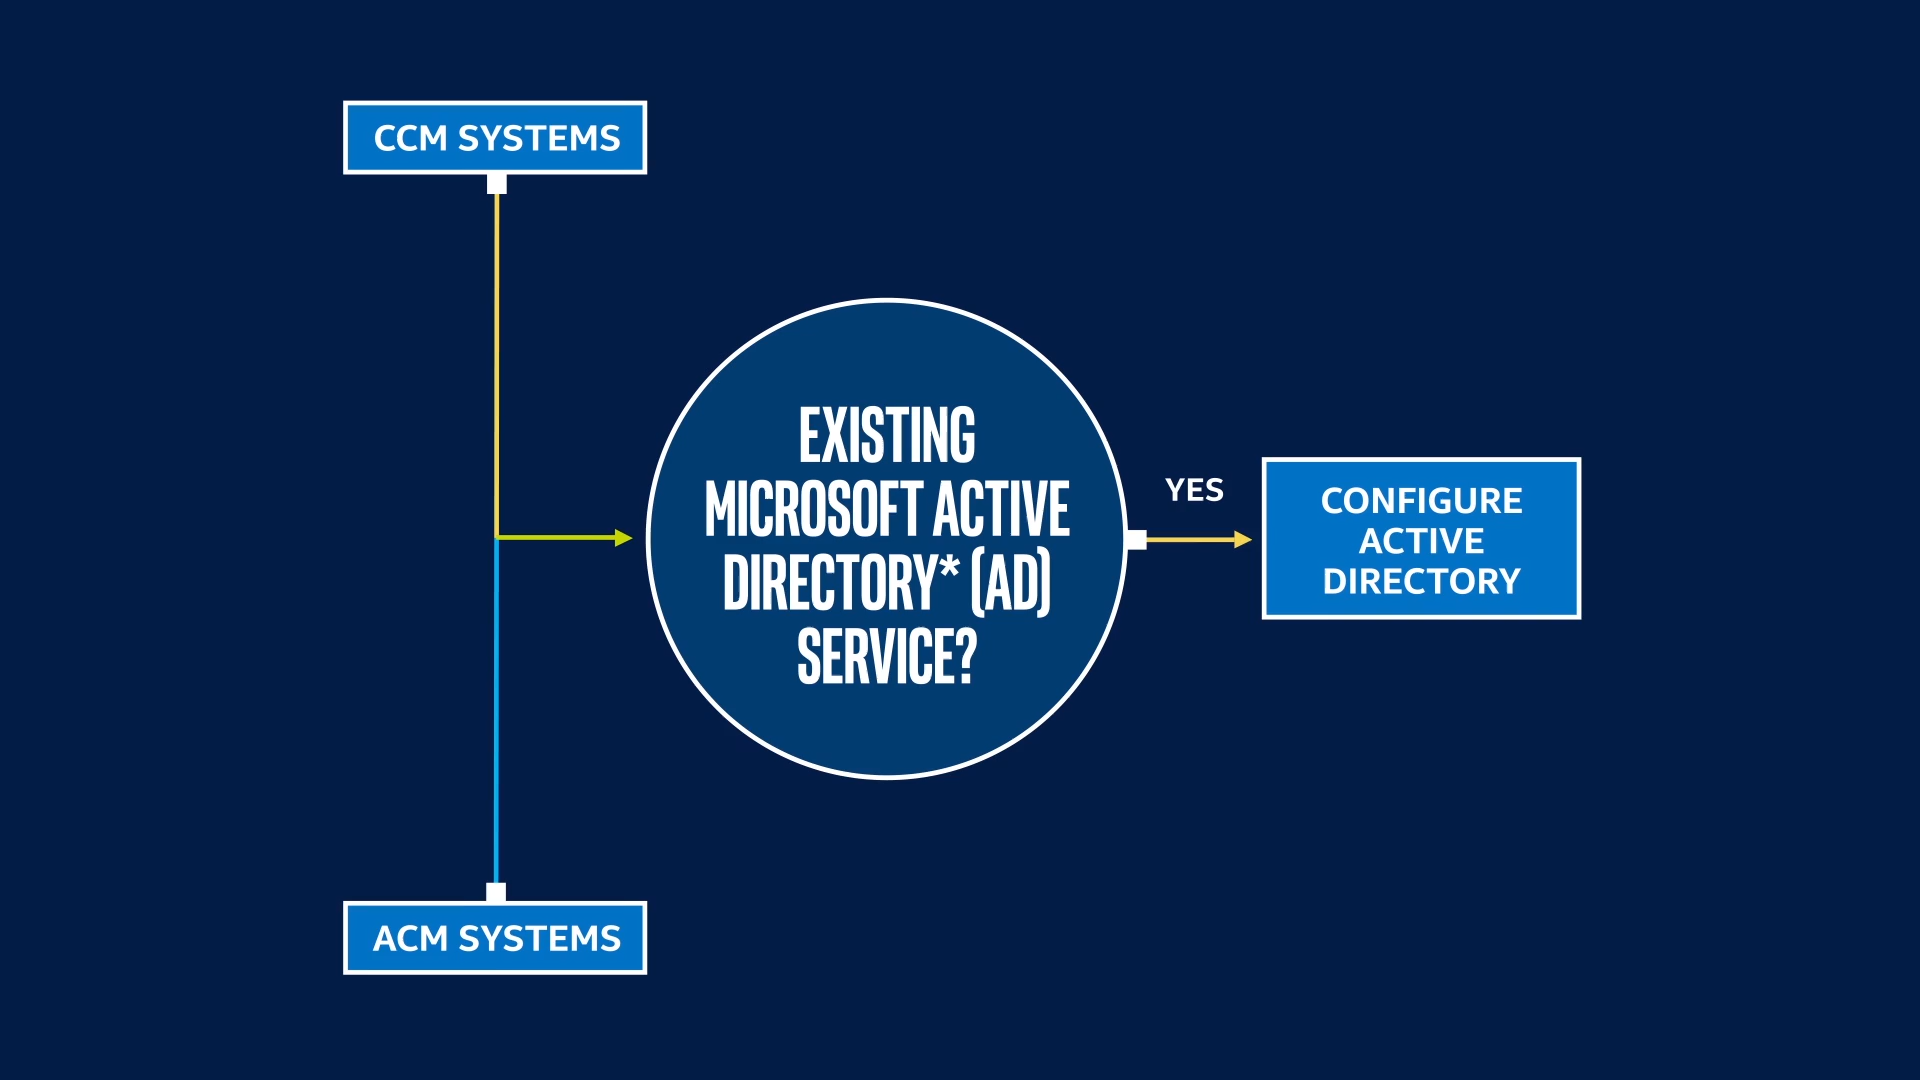 CCM SYSTEMS
EXISTING
MICROSOFT ACTIVE
DIRECTORY* (AD)
SERVICE?
YES
CONFIGURE
ACTIVE
DIRECTORY
ACM SYSTEMS